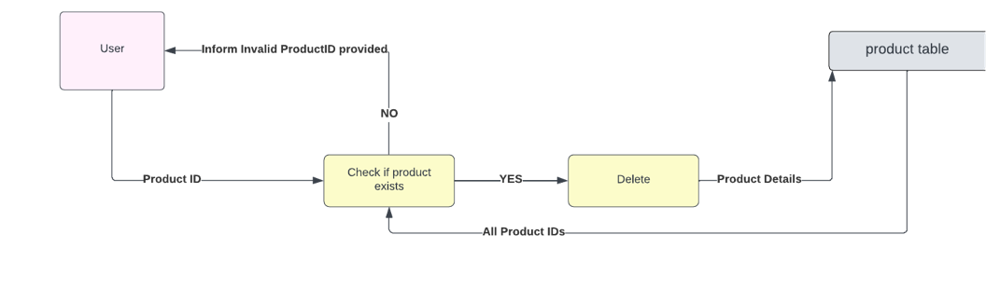 User
Inform Invalid ProductID provided
product table
NO
Product ID
Check if product
exists
YES
Delete
Product Details
All Product IDs